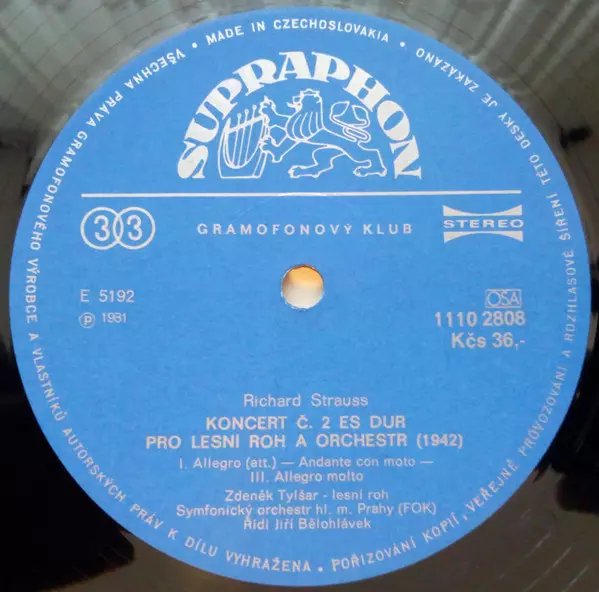 VŠECHNA PRÁVA GRAMOFONOVÉHO VÝROBCE A VLASTNÍKŮ AUTORSKÝCH PRÁV K DÍLU VYHRAŽENA • POŘIZOVÁNÍ KOPIÍ, VEŘEJNÉ PROVOZOVÁNÍ A ROZHLASOVÉ ŠÍŘENÍ TÉTO DESKY JE ZAKÁZÁNO
• MADE IN CZECHOSLOVAKIA •
SUPRAPHON
33
GRAMOFONOVÝ KLUB
STEREO
E 5192
Ⓟ 1981
OSA
1110 2808
Kčs 36,-
Richard Strauss
KONCERT Č. 2 ES DUR
PRO LESNÍ ROH A ORCHESTR (1942)
I. Allegro (att.) — Andante con moto —
III. Allegro molto
Zdeněk Tylšar - lesní roh
Symfonický orchestr hl. m. Prahy (FOK)
Řídí Jiří Bělohlávek